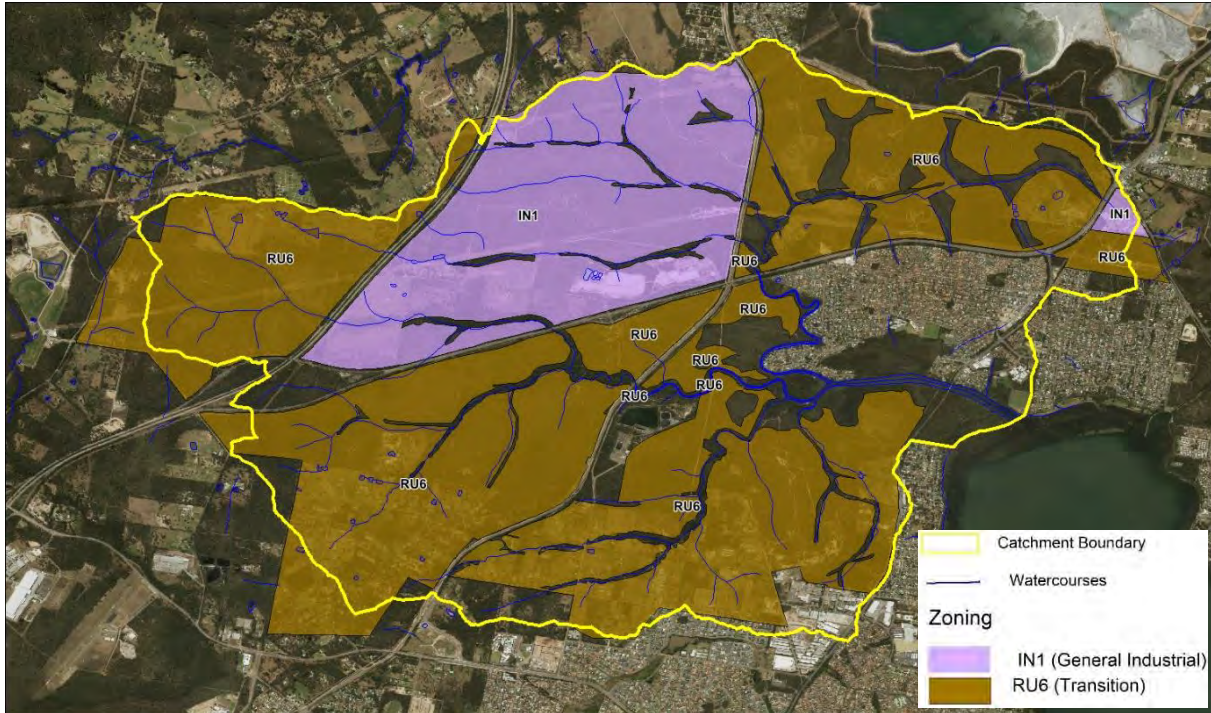 RU6
IN1
IN1
RU6
RU6
RU6
RU6
RU6
RU6
RU6
RU6
RU6
RU6
Catchment Boundary
Watercourses
Zoning
IN1 (General Industrial)
RU6 (Transition)